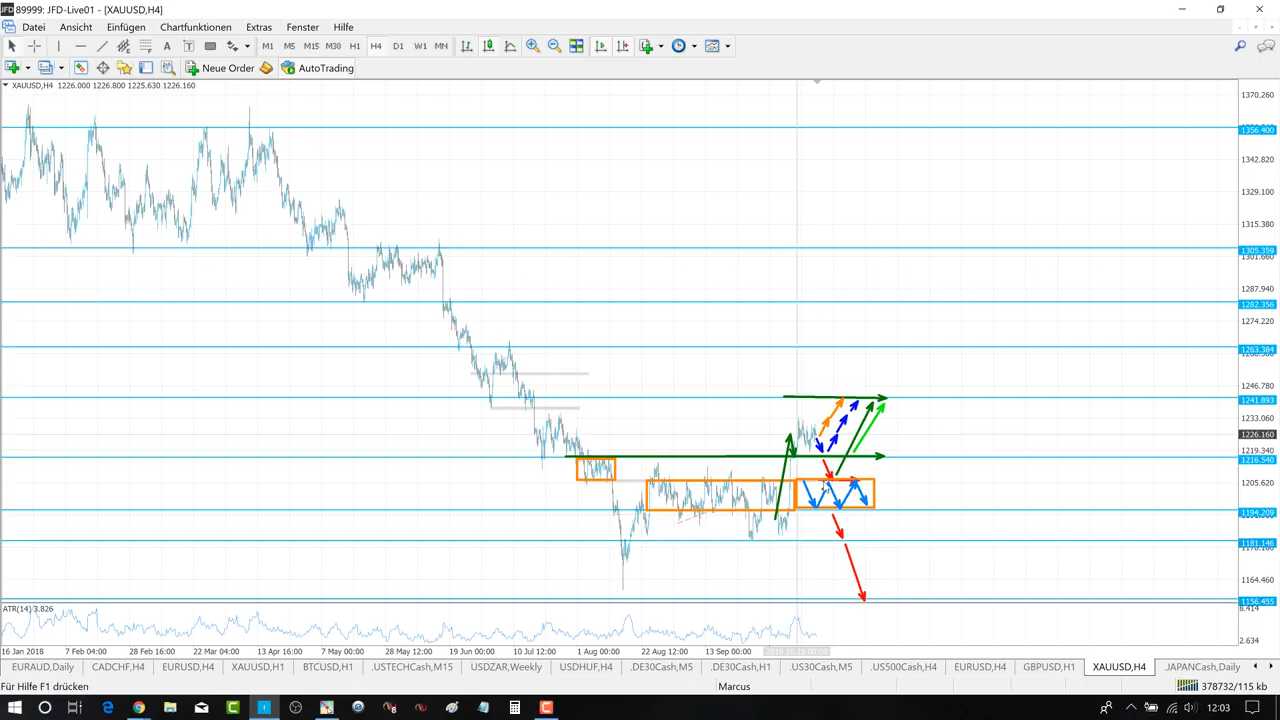 JFD 89999: JFD-Live01 - [XAUUSD,H4]
Datei Ansicht Einfügen Chartfunktionen Extras Fenster Hilfe
A T M1 M5 M15 M30 H1 H4 D1 W1 MN
Neue Order AutoTrading
XAUUSD,H4 1226.000 1226.800 1225.630 1226.160
1370.260
1356.400
1342.820
1329.100
1315.380
1305.359
1301.660
1287.940
1282.356
1274.220
1263.384
1246.780
1241.893
1233.060
1226.160
1219.340
1216.540
1205.620
1194.209
1181.146
1164.460
1156.455
ATR(14) 3.826
8.414
2.634
16 Jan 2018 7 Feb 04:00 28 Feb 16:00 22 Mar 04:00 13 Apr 16:00 7 May 00:00 28 May 12:00 19 Jun 00:00 10 Jul 12:00 1 Aug 00:00 22 Aug 12:00 13 Sep 00:00
EURAUD,Daily CADCHF,H4 EURUSD,H4 XAUUSD,H1 BTCUSD,H1 .USTECHCash,M15 USDZAR,Weekly USDHUF,H4 .DE30Cash,M5 .DE30Cash,H1 .US30Cash,M5 .US500Cash,H4 EURUSD,H4 GBPUSD,H1 XAUUSD,H4 .JAPANCash,Daily
Für Hilfe F1 drücken Marcus 378732/115 kb
12:03